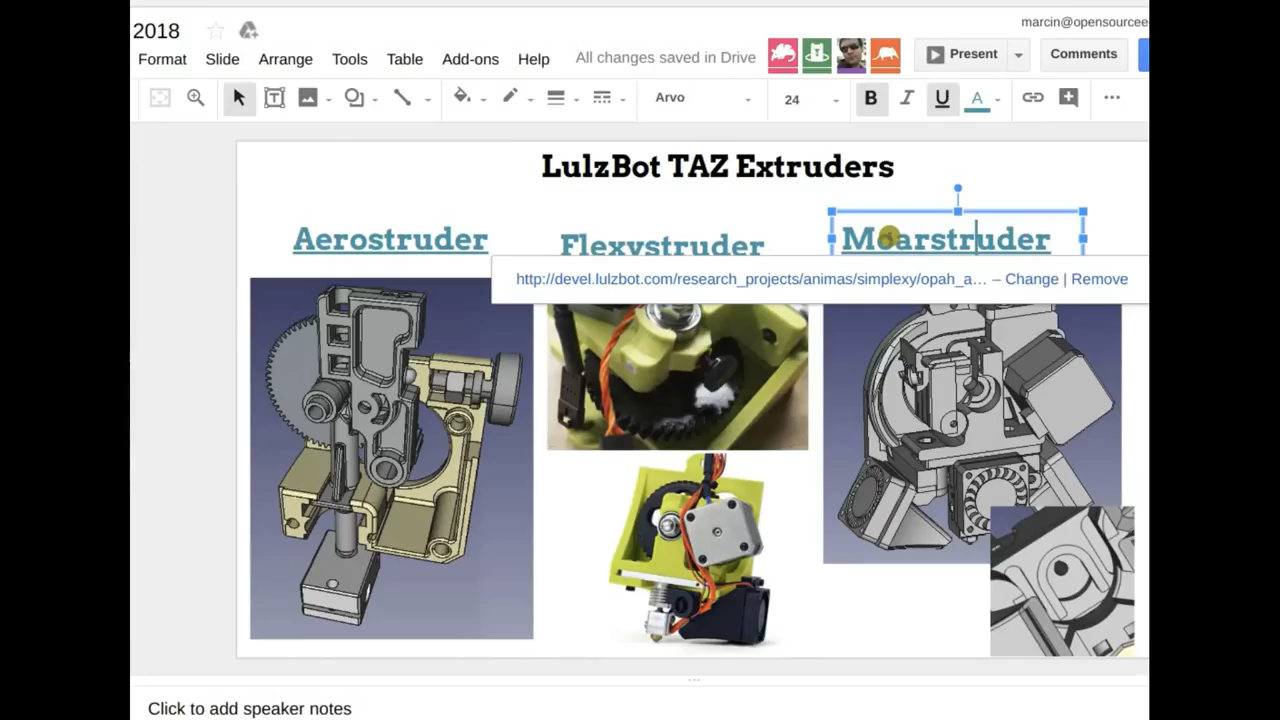 2018
marcin@opensourcee
Format Slide Arrange Tools Table Add-ons Help All changes saved in Drive Present Comments
Arvo 24 B I U A
LulzBot TAZ Extruders
Aerostruder Flexystruder Moarstruder
http://devel.lulzbot.com/research_projects/animas/simplexy/opah_a… – Change | Remove
Click to add speaker notes